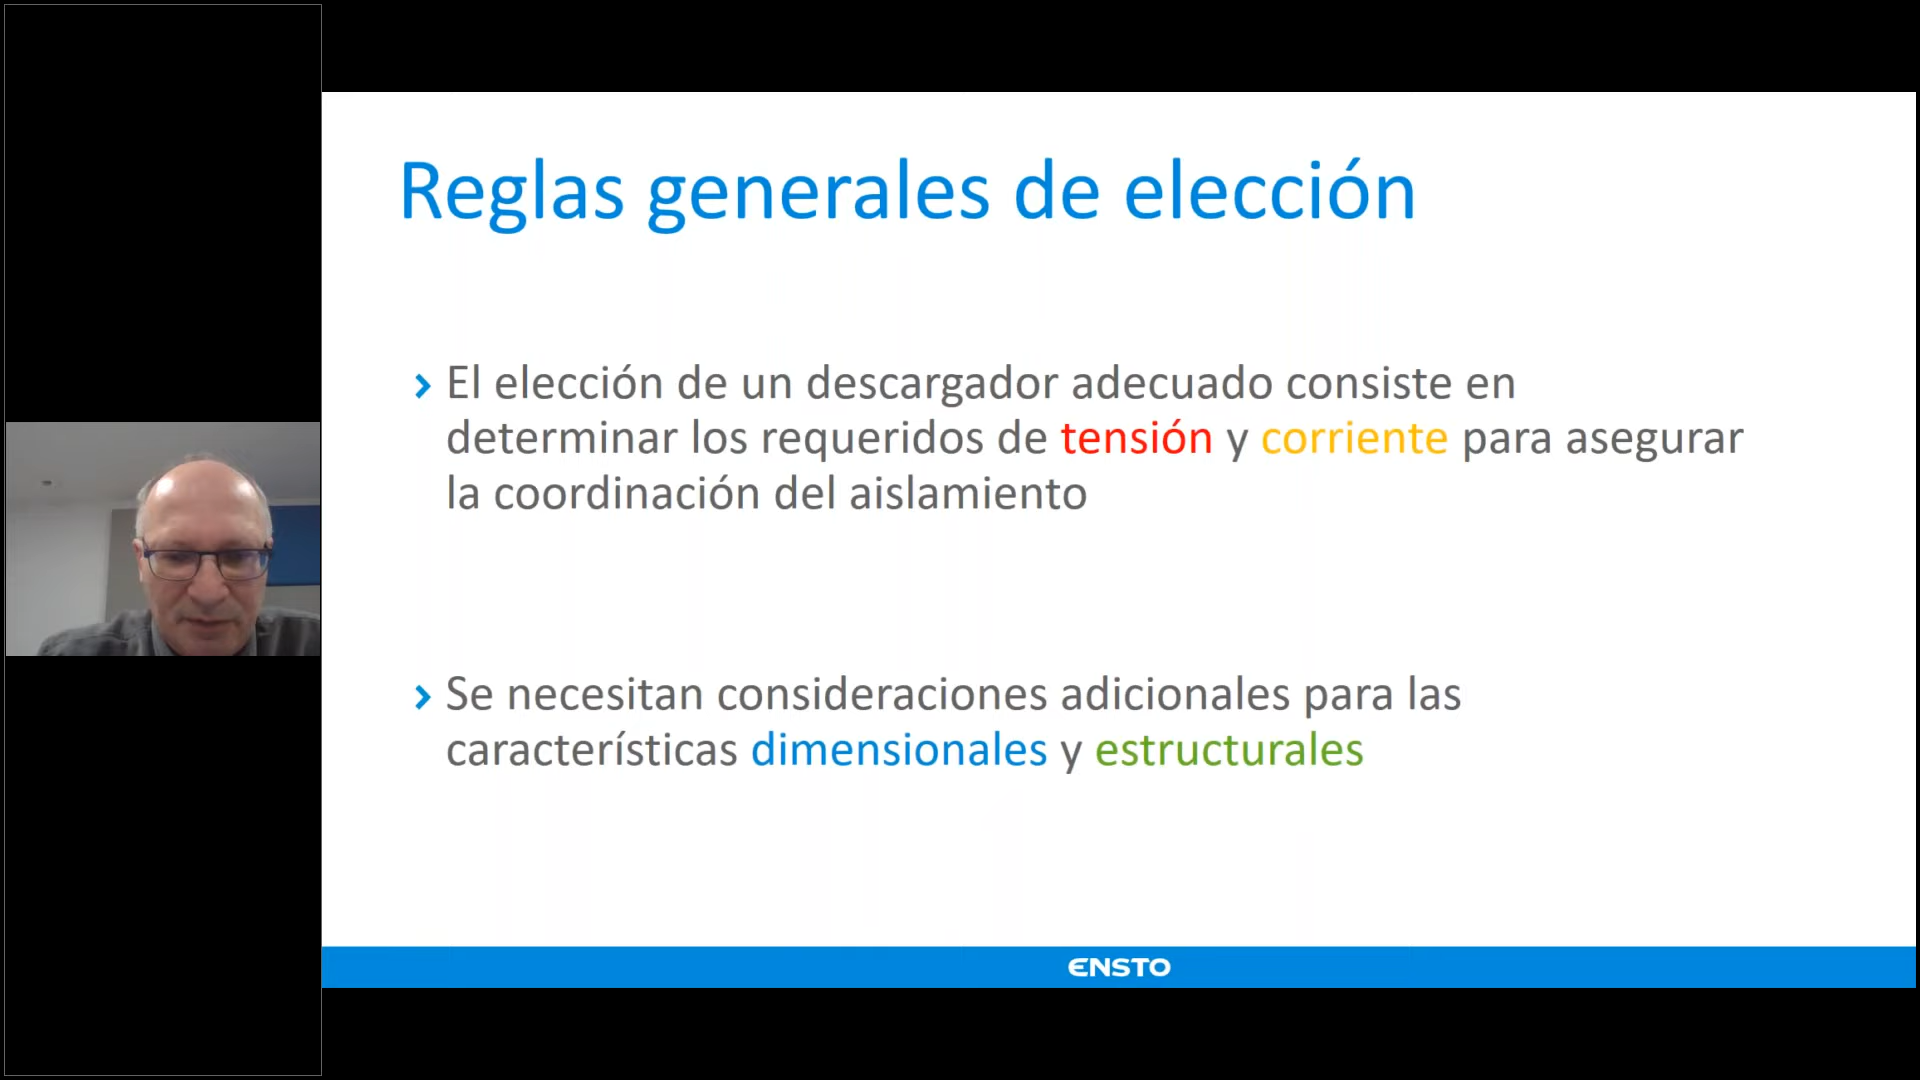 Reglas generales de elección
El elección de un descargador adecuado consiste en
determinar los requeridos de tensión y corriente para asegurar
la coordinación del aislamiento
Se necesitan consideraciones adicionales para las
características dimensionales y estructurales
ENSTO